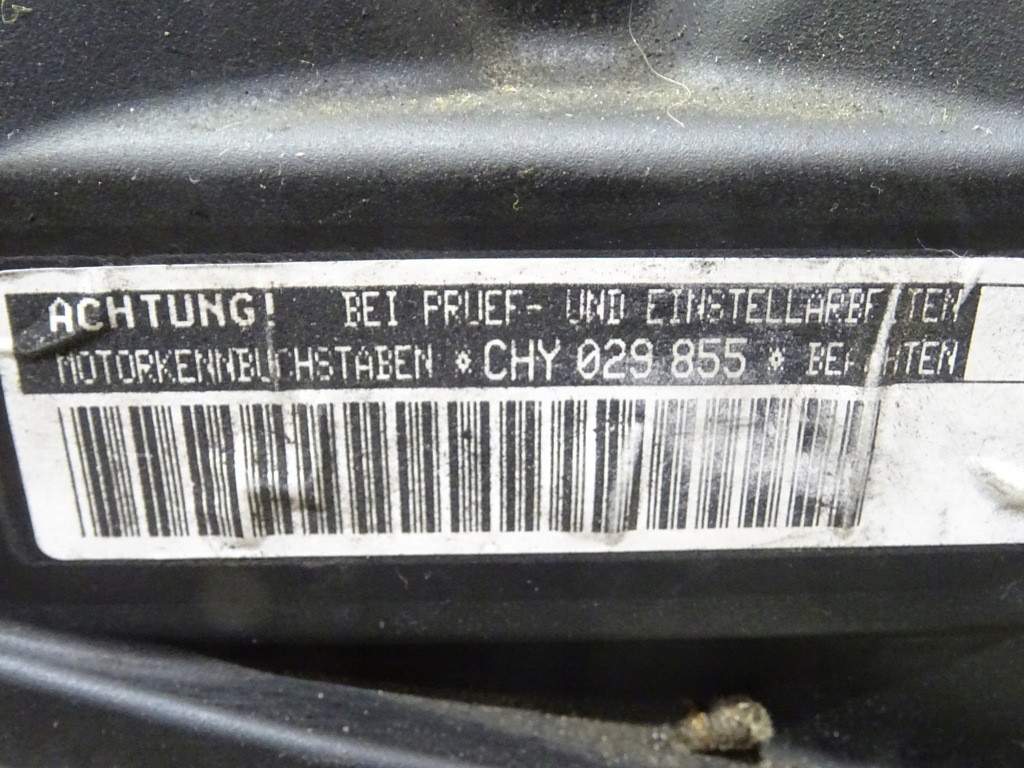 ACHTUNG! BEI PRUEF- UND EINSTELLARBEITEN
MOTORKENNBUCHSTABEN * CHY 029 855 * BEACHTEN